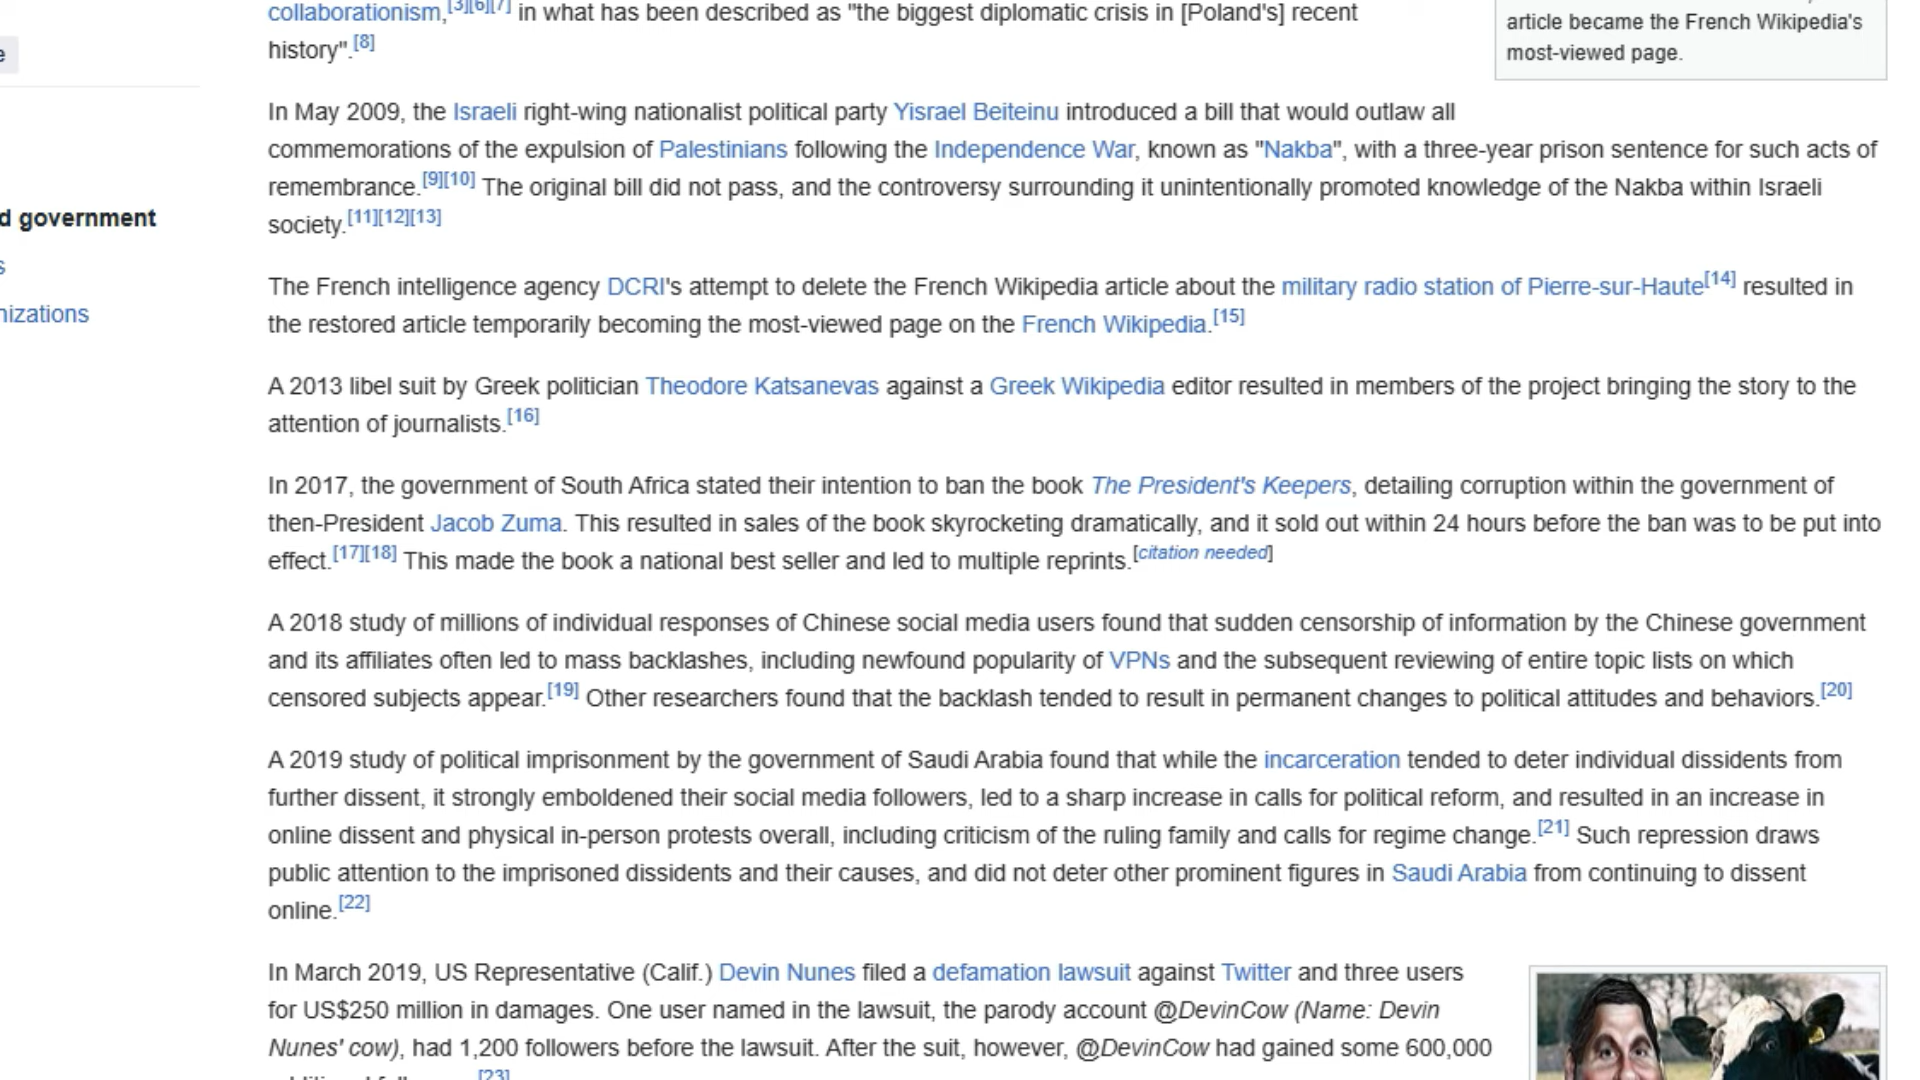 collaborationism,[3][6][7] in what has been described as "the biggest diplomatic crisis in [Poland's] recent
history".[8]
article became the French Wikipedia's
most-viewed page.
e
In May 2009, the Israeli right-wing nationalist political party Yisrael Beiteinu introduced a bill that would outlaw all
commemorations of the expulsion of Palestinians following the Independence War, known as "Nakba", with a three-year prison sentence for such acts of
remembrance.[9][10] The original bill did not pass, and the controversy surrounding it unintentionally promoted knowledge of the Nakba within Israeli
society.[11][12][13]
d government
s
nizations
The French intelligence agency DCRI's attempt to delete the French Wikipedia article about the military radio station of Pierre-sur-Haute[14] resulted in
the restored article temporarily becoming the most-viewed page on the French Wikipedia.[15]
A 2013 libel suit by Greek politician Theodore Katsanevas against a Greek Wikipedia editor resulted in members of the project bringing the story to the
attention of journalists.[16]
In 2017, the government of South Africa stated their intention to ban the book The President's Keepers, detailing corruption within the government of
then-President Jacob Zuma. This resulted in sales of the book skyrocketing dramatically, and it sold out within 24 hours before the ban was to be put into
effect.[17][18] This made the book a national best seller and led to multiple reprints.[citation needed]
A 2018 study of millions of individual responses of Chinese social media users found that sudden censorship of information by the Chinese government
and its affiliates often led to mass backlashes, including newfound popularity of VPNs and the subsequent reviewing of entire topic lists on which
censored subjects appear.[19] Other researchers found that the backlash tended to result in permanent changes to political attitudes and behaviors.[20]
A 2019 study of political imprisonment by the government of Saudi Arabia found that while the incarceration tended to deter individual dissidents from
further dissent, it strongly emboldened their social media followers, led to a sharp increase in calls for political reform, and resulted in an increase in
online dissent and physical in-person protests overall, including criticism of the ruling family and calls for regime change.[21] Such repression draws
public attention to the imprisoned dissidents and their causes, and did not deter other prominent figures in Saudi Arabia from continuing to dissent
online.[22]
In March 2019, US Representative (Calif.) Devin Nunes filed a defamation lawsuit against Twitter and three users
for US$250 million in damages. One user named in the lawsuit, the parody account @DevinCow (Name: Devin
Nunes' cow), had 1,200 followers before the lawsuit. After the suit, however, @DevinCow had gained some 600,000
[23]